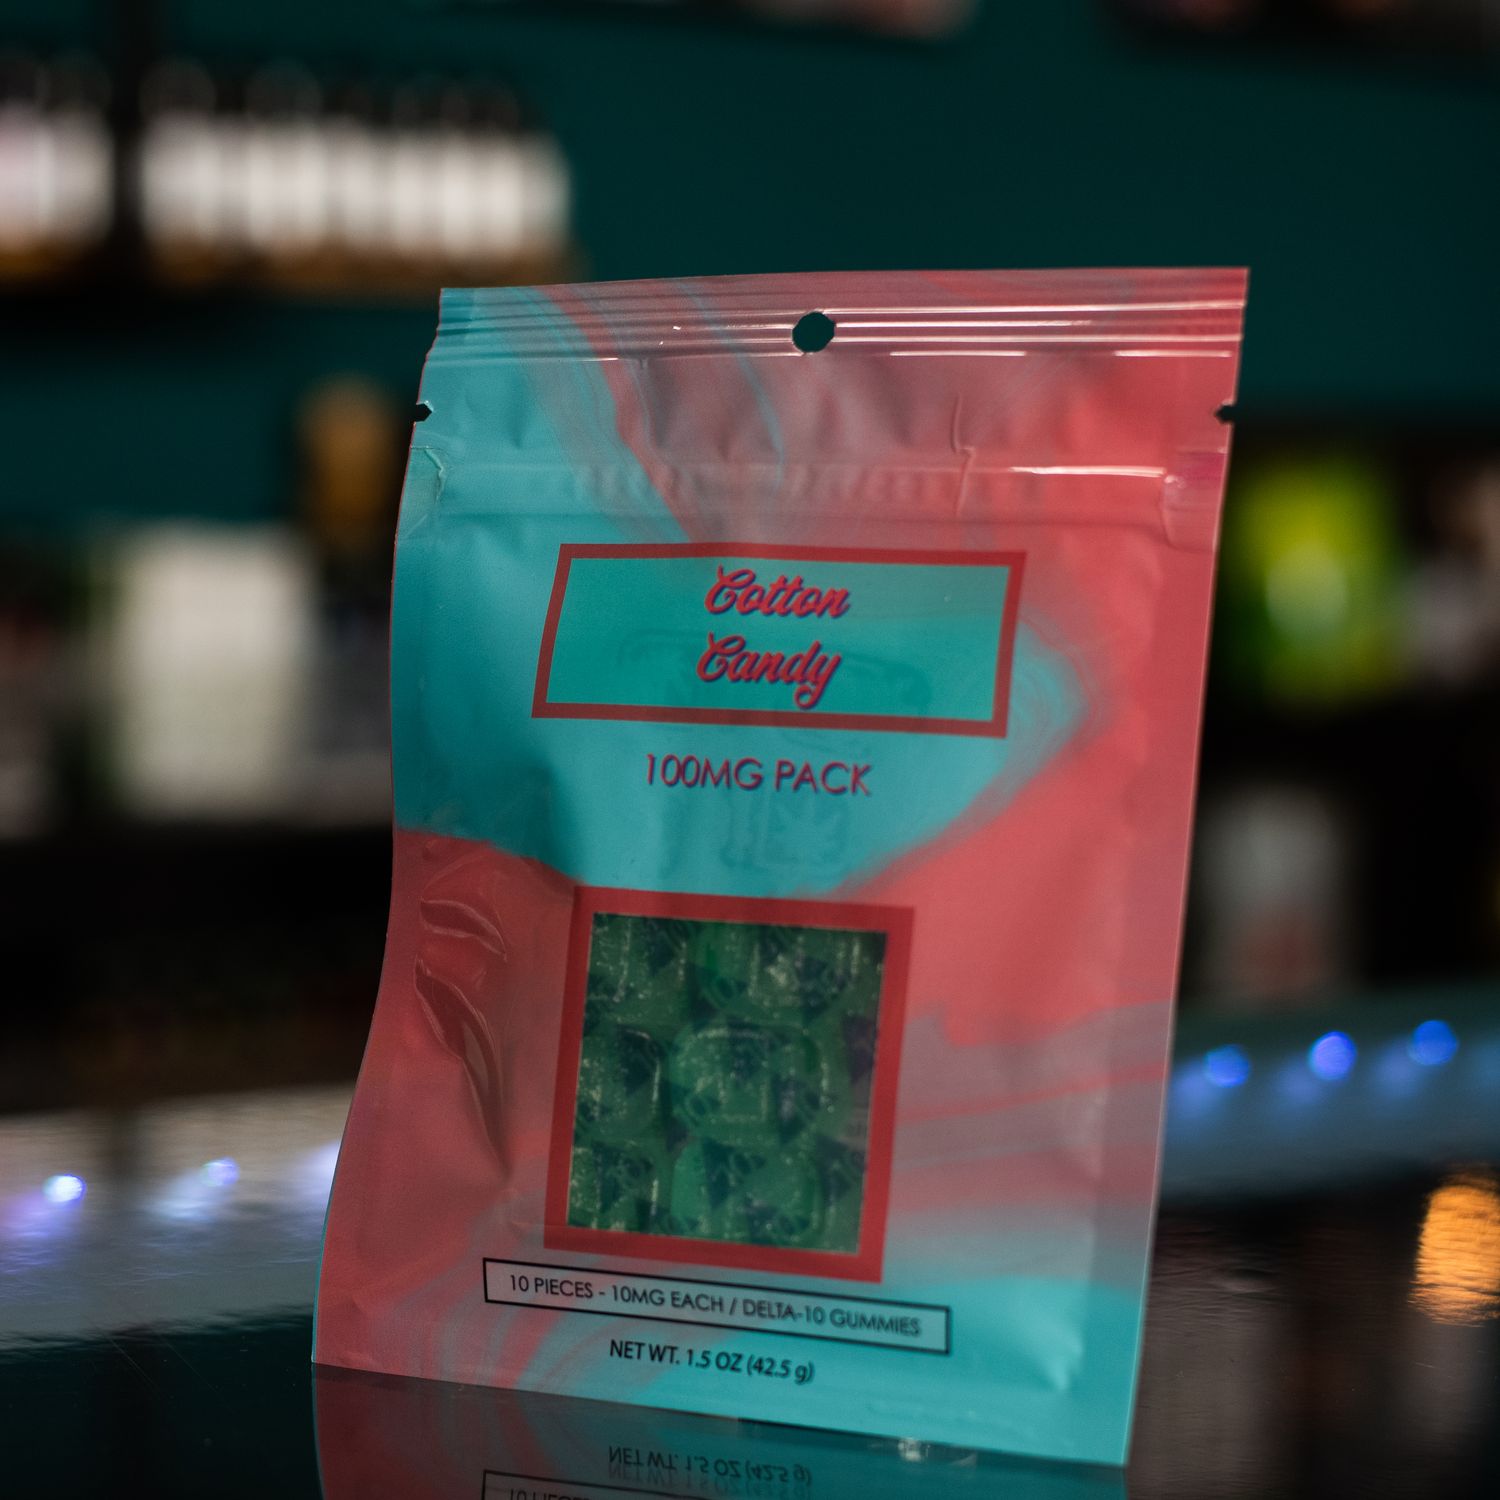 Cotton
Candy
100MG PACK
10 PIECES - 10MG EACH / DELTA-10 GUMMIES
NET WT. 1.5 OZ (42.5 g)